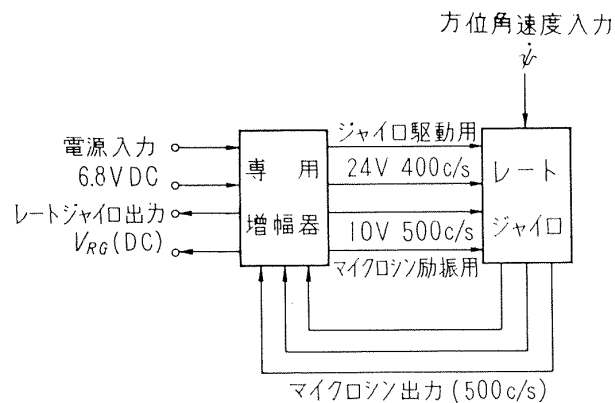 方位角速度入力
ψ̇
ジャイロ駆動用
電源入力
6.8V DC
専用
24V 400c/s
レート
レートジャイロ出力
V_RG(DC)
増幅器
10V 500c/s
ジャイロ
マイクロシン励振用
マイクロシン出力 (500c/s)